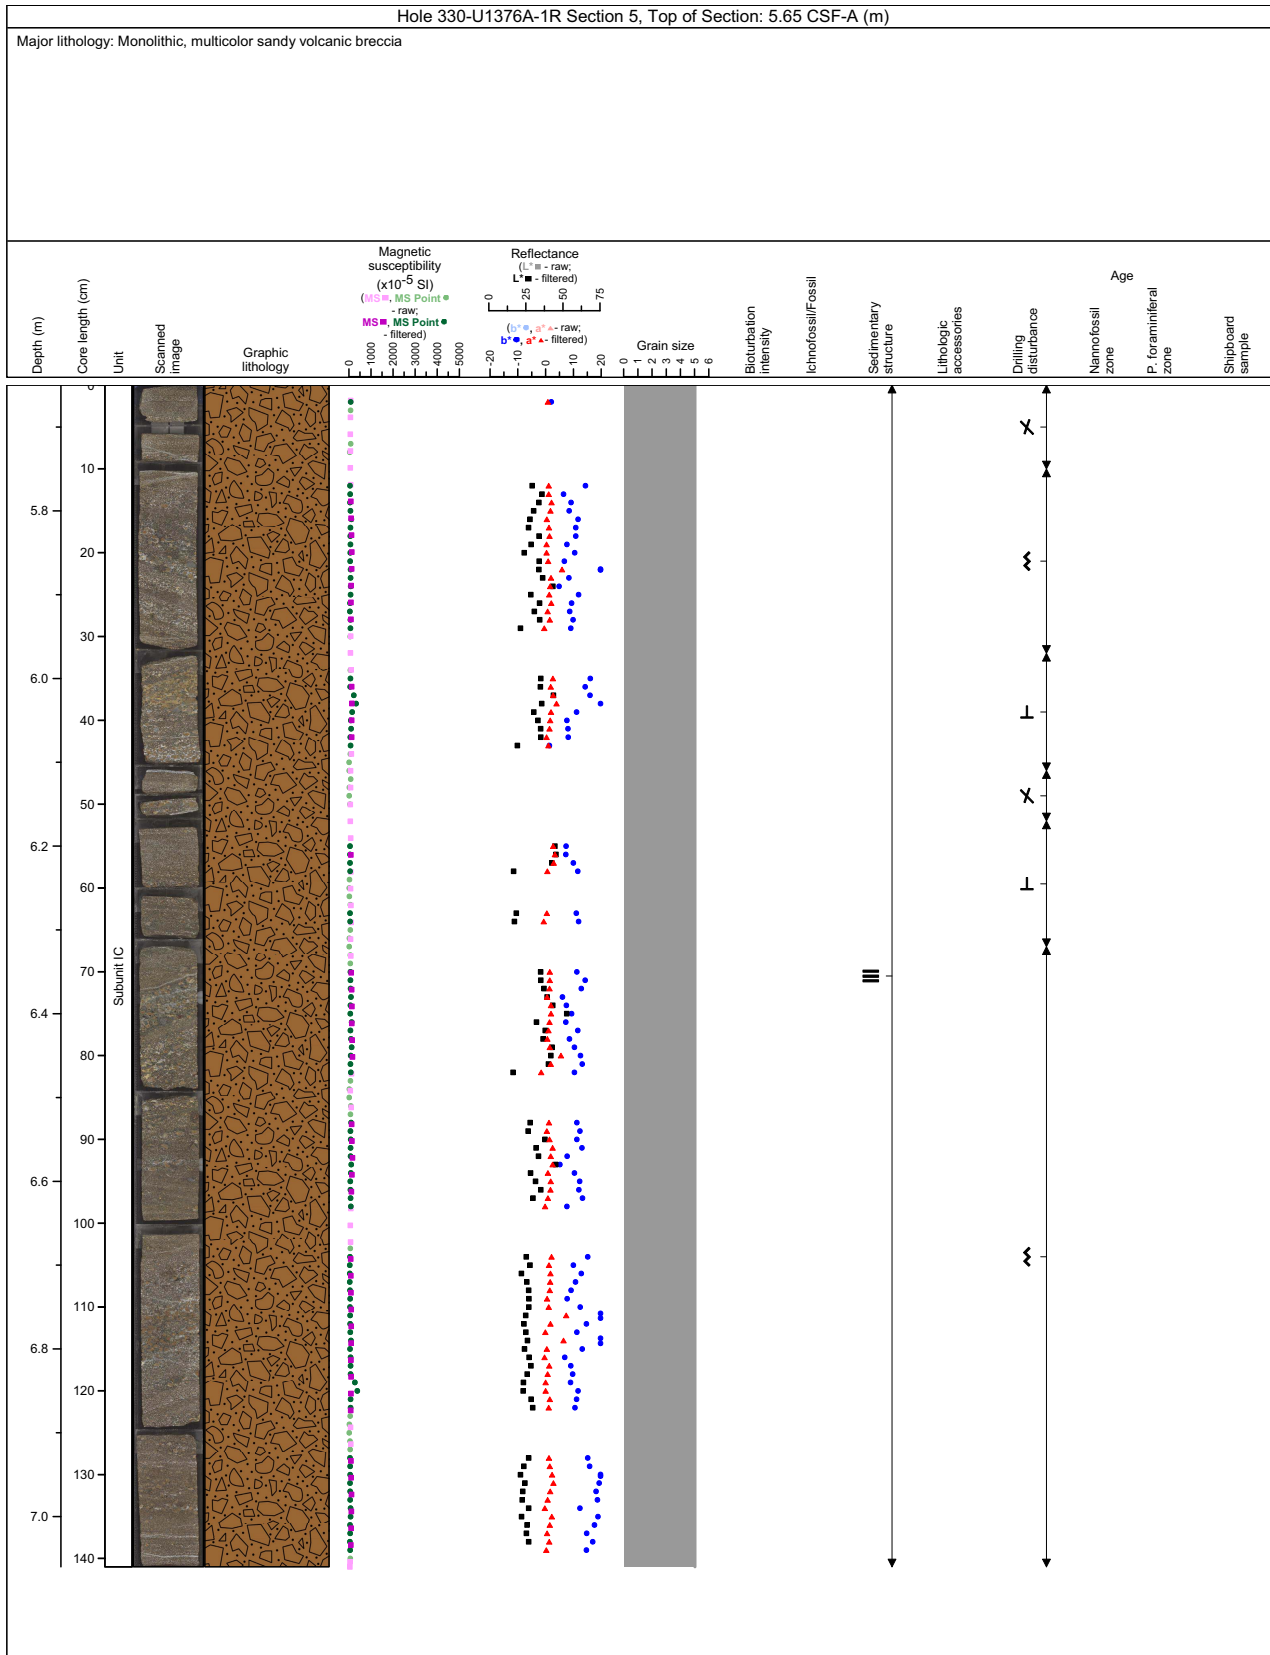 Hole 330-U1376A-1R Section 5, Top of Section: 5.65 CSF-A (m)
Major lithology: Monolithic, multicolor sandy volcanic breccia
Depth (m)
Core length (cm)
Unit
Scanned
image
Graphic
lithology
Magnetic
susceptibility
(x10-5 SI)
(MS■, MS Point●
- raw;
MS■, MS Point●
- filtered)
0 1000 2000 3000 4000 5000
Reflectance
(L*■ - raw;
L*■ - filtered)
0 25 50 75
(b*●, a*▲- raw;
b*●, a*▲- filtered)
-20 -10 0 10 20
Grain size
0 1 2 3 4 5 6
Bioturbation
intensity
Ichnofossil/Fossil
Sedimentary
structure
Lithologic
accessories
Drilling
disturbance
Age
Nannofossil
zone
P. foraminiferal
zone
Shipboard
sample
0
10
5.8
20
30
6.0
40
50
6.2
60
70
Subunit IC
6.4
80
90
6.6
100
110
6.8
120
130
7.0
140